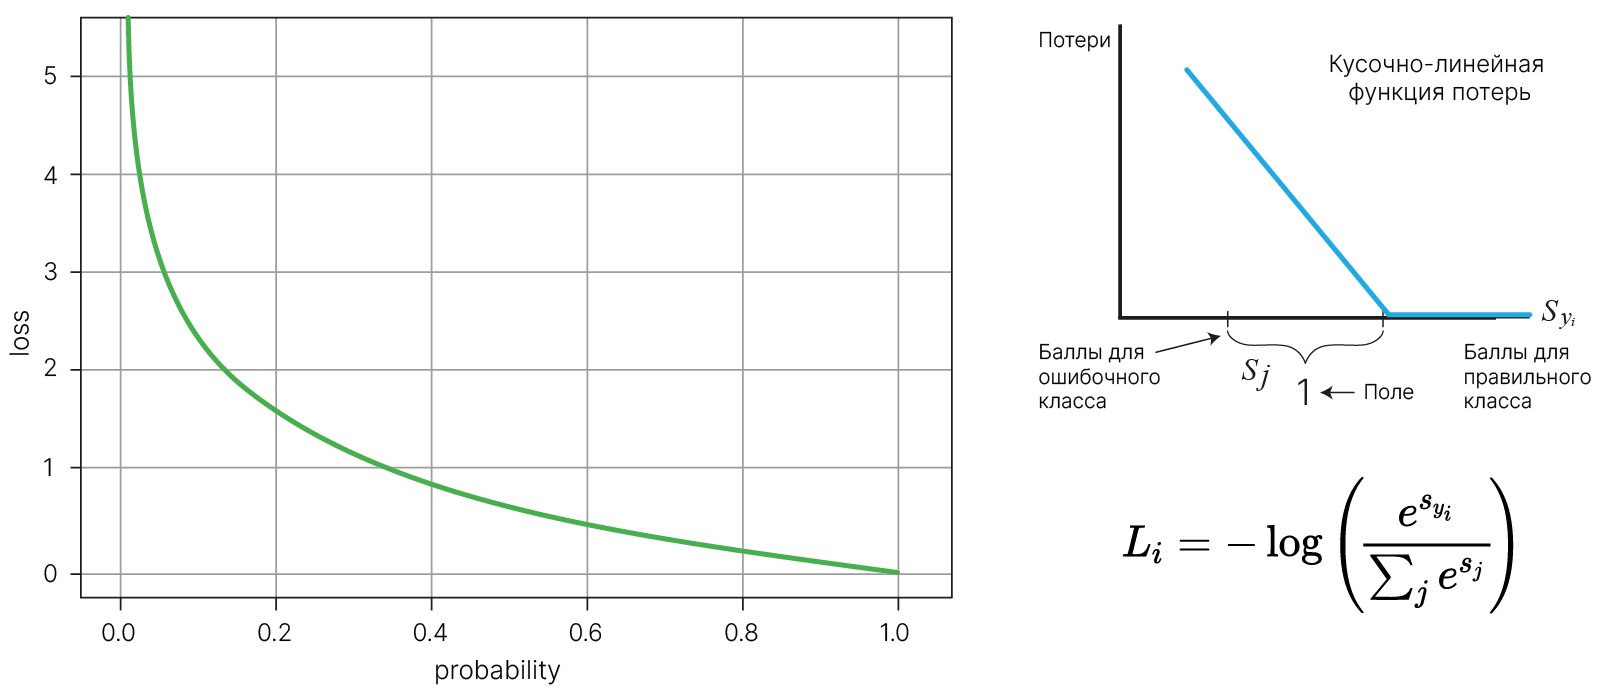 loss
5
4
3
2
1
0
0.0 0.2 0.4 0.6 0.8 1.0
probability
Потери
Кусочно-линейная
функция потерь
S_{y_i}
Баллы для
ошибочного
класса
S_j
1
Поле
Баллы для
правильного
класса
L_i = − log ( e^{s_{y_i}} / ∑_j e^{s_j} )